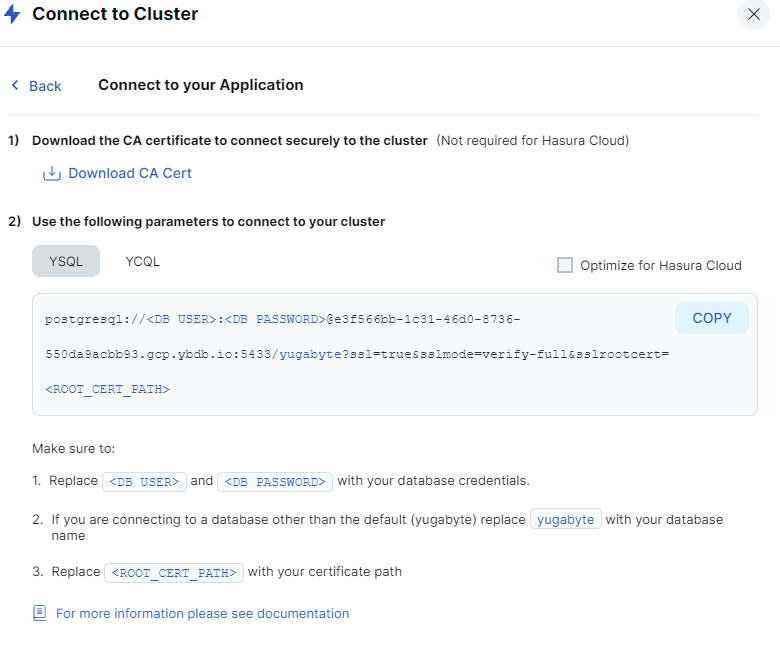 Connect to Cluster
Back
Connect to your Application
1) Download the CA certificate to connect securely to the cluster (Not required for Hasura Cloud)
Download CA Cert
2) Use the following parameters to connect to your cluster
YSQL YCQL
Optimize for Hasura Cloud
postgresql://<DB USER>:<DB PASSWORD>@e3f566bb-1c31-46d0-8736-
COPY
550da9acbb93.gcp.ybdb.io:5433/yugabyte?ssl=true&sslmode=verify-full&sslrootcert=
<ROOT_CERT_PATH>
Make sure to:
1. Replace <DB USER> and <DB PASSWORD> with your database credentials.
2. If you are connecting to a database other than the default (yugabyte) replace yugabyte with your database
name
3. Replace <ROOT_CERT_PATH> with your certificate path
For more information please see documentation